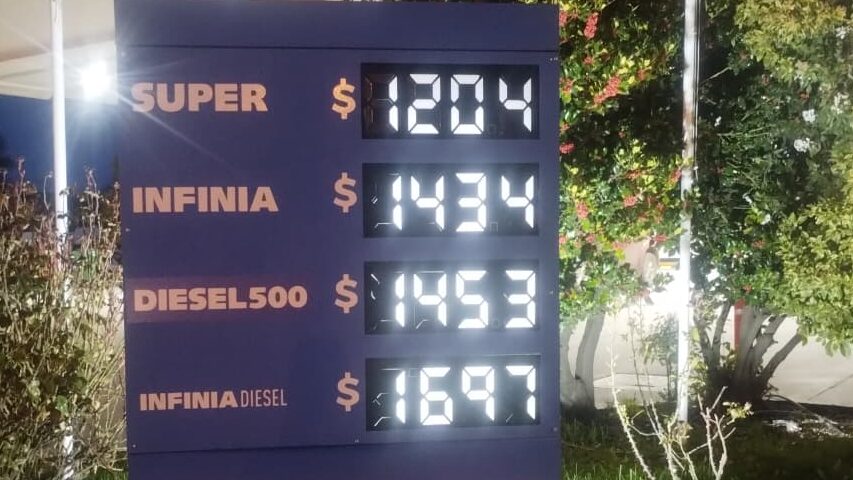 SUPER $ 1204
INFINIA $ 1434
DIESEL500 $ 1453
INFINIA DIESEL $ 1697